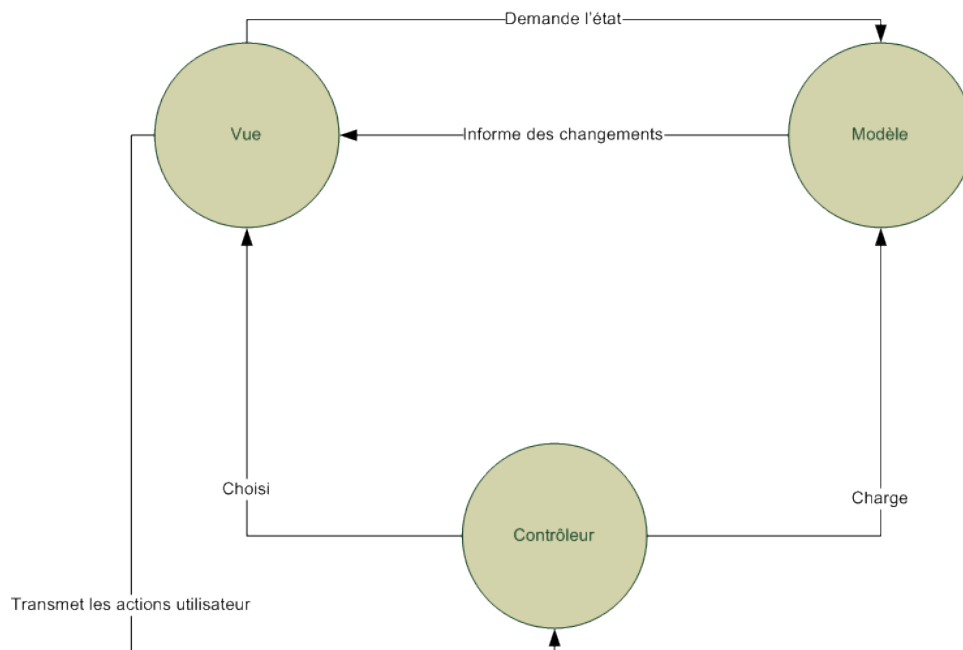 Demande l'état
Vue
Informe des changements
Modèle
Choisi
Charge
Contrôleur
Transmet les actions utilisateur